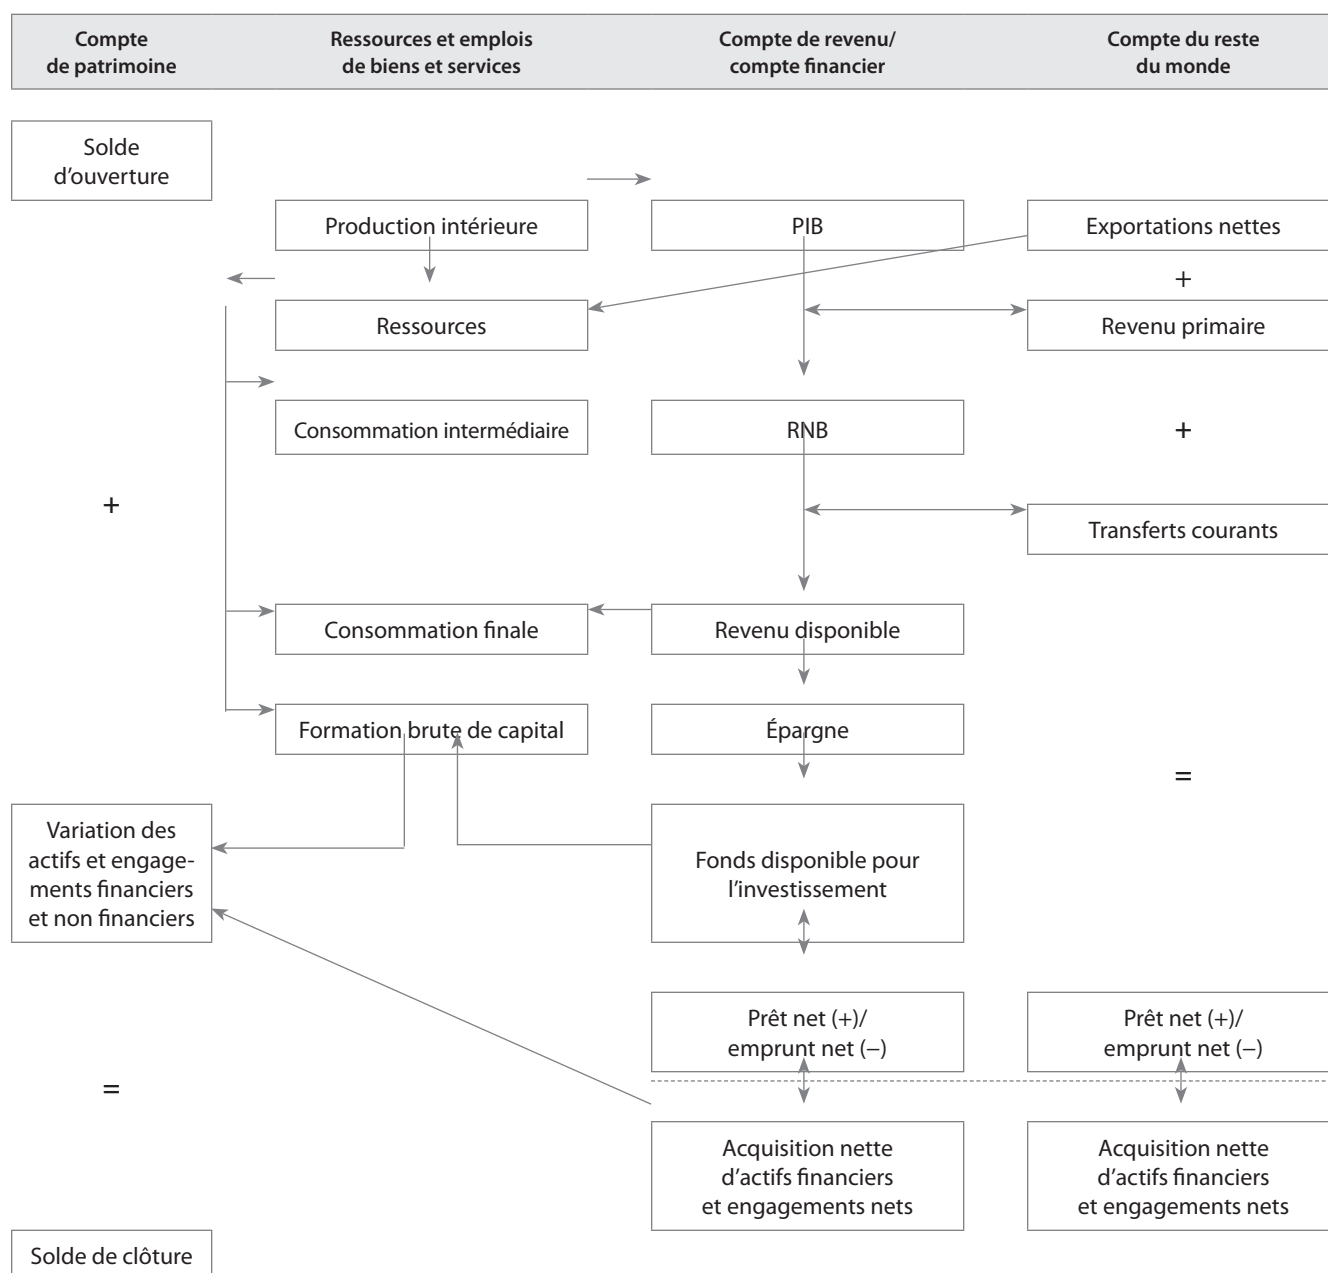 Compte
de patrimoine
Ressources et emplois
de biens et services
Compte de revenu/
compte financier
Compte du reste
du monde
Solde
d'ouverture
Production intérieure
PIB
Exportations nettes
+
Ressources
Revenu primaire
Consommation intermédiaire
RNB
+
+
Transferts courants
Consommation finale
Revenu disponible
Formation brute de capital
Épargne
=
Variation des
actifs et engage-
ments financiers
et non financiers
Fonds disponible pour
l'investissement
Prêt net (+)/
emprunt net (−)
Prêt net (+)/
emprunt net (−)
=
Acquisition nette
d'actifs financiers
et engagements nets
Acquisition nette
d'actifs financiers
et engagements nets
Solde de clôture